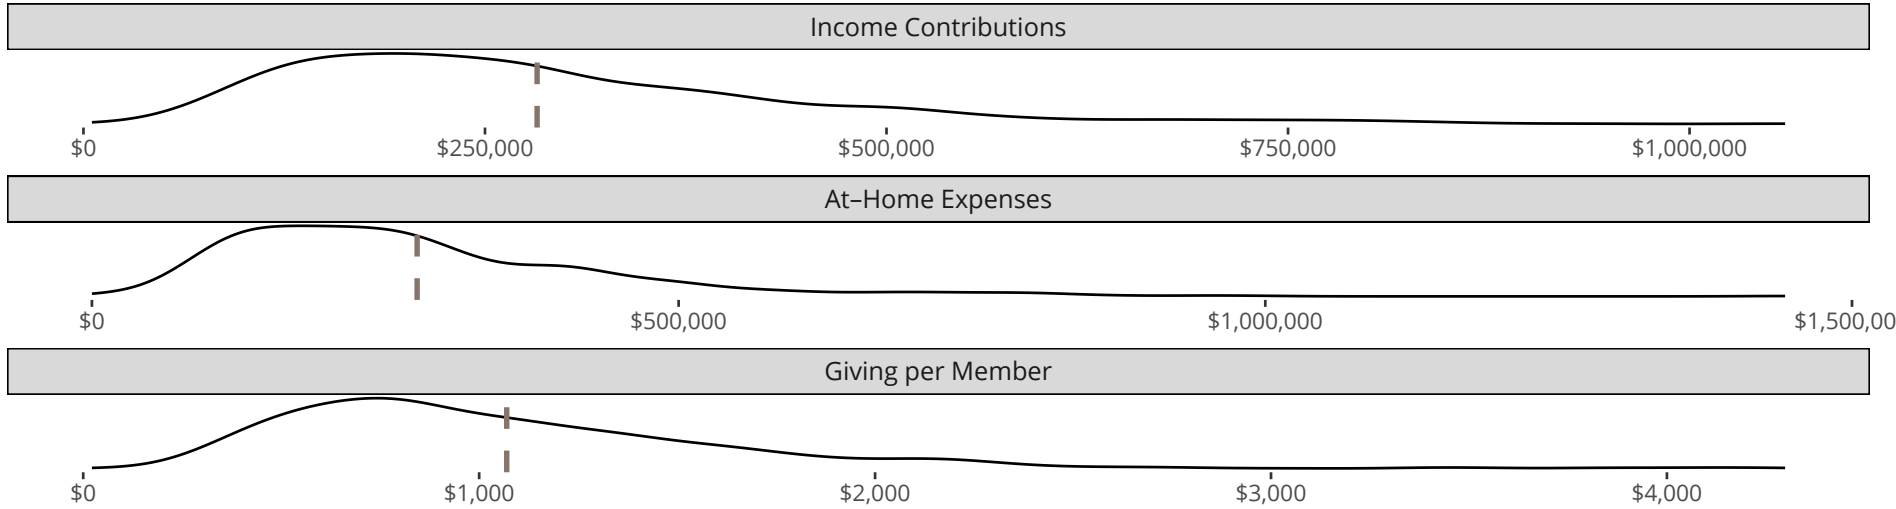 Income Contributions
$0 $250,000 $500,000 $750,000 $1,000,000
At–Home Expenses
$0 $500,000 $1,000,000 $1,500,00
Giving per Member
$0 $1,000 $2,000 $3,000 $4,000